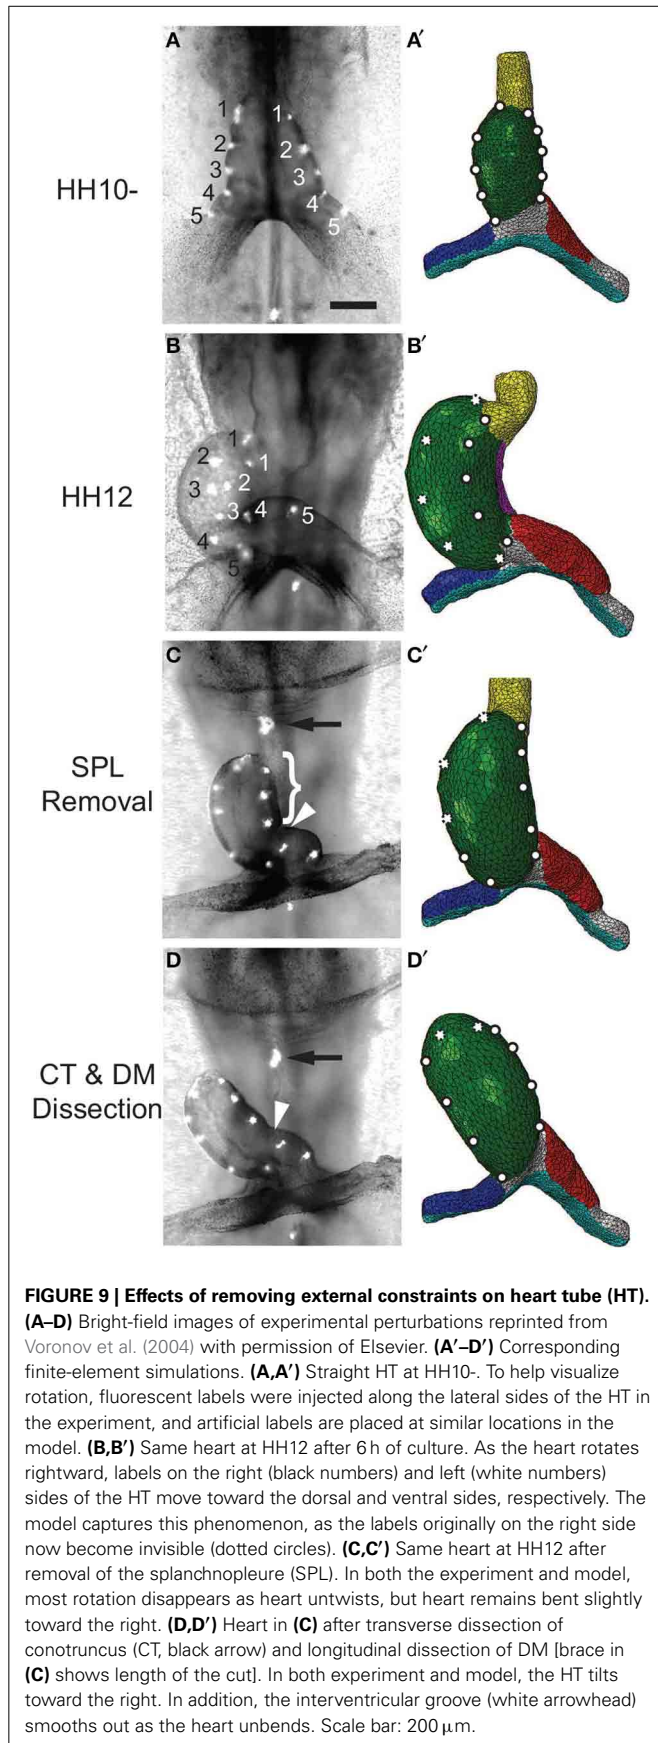 A
A′
HH10-
1
2
3
4
5
1
2
3
4
5
B
B′
HH12
1
2
3
4
5
1
2
3
4
5
C
C′
SPL
Removal
}
D
D′
CT & DM
Dissection
FIGURE 9 | Effects of removing external constraints on heart tube (HT).
(A–D) Bright-field images of experimental perturbations reprinted from
Voronov et al. (2004) with permission of Elsevier. (A′–D′) Corresponding
finite-element simulations. (A,A′) Straight HT at HH10-. To help visualize
rotation, fluorescent labels were injected along the lateral sides of the HT in
the experiment, and artificial labels are placed at similar locations in the
model. (B,B′) Same heart at HH12 after 6 h of culture. As the heart rotates
rightward, labels on the right (black numbers) and left (white numbers)
sides of the HT move toward the dorsal and ventral sides, respectively. The
model captures this phenomenon, as the labels originally on the right side
now become invisible (dotted circles). (C,C′) Same heart at HH12 after
removal of the splanchnopleure (SPL). In both the experiment and model,
most rotation disappears as heart untwists, but heart remains bent slightly
toward the right. (D,D′) Heart in (C) after transverse dissection of
conotruncus (CT, black arrow) and longitudinal dissection of DM [brace in
(C) shows length of the cut]. In both experiment and model, the HT tilts
toward the right. In addition, the interventricular groove (white arrowhead)
smooths out as the heart unbends. Scale bar: 200 μm.